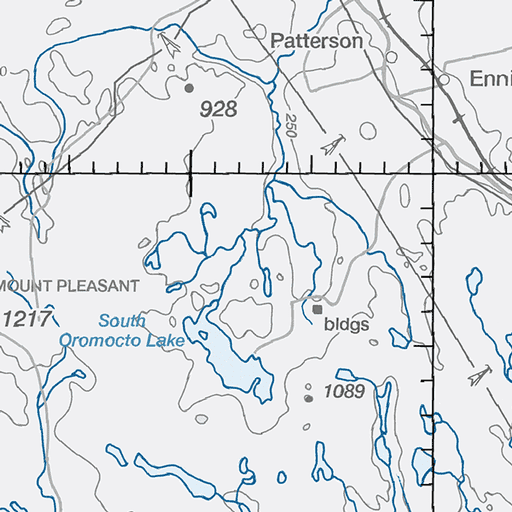 Patterson
Enni
928
250
MOUNT PLEASANT
1217
South
Oromocto Lake
bldgs
1089